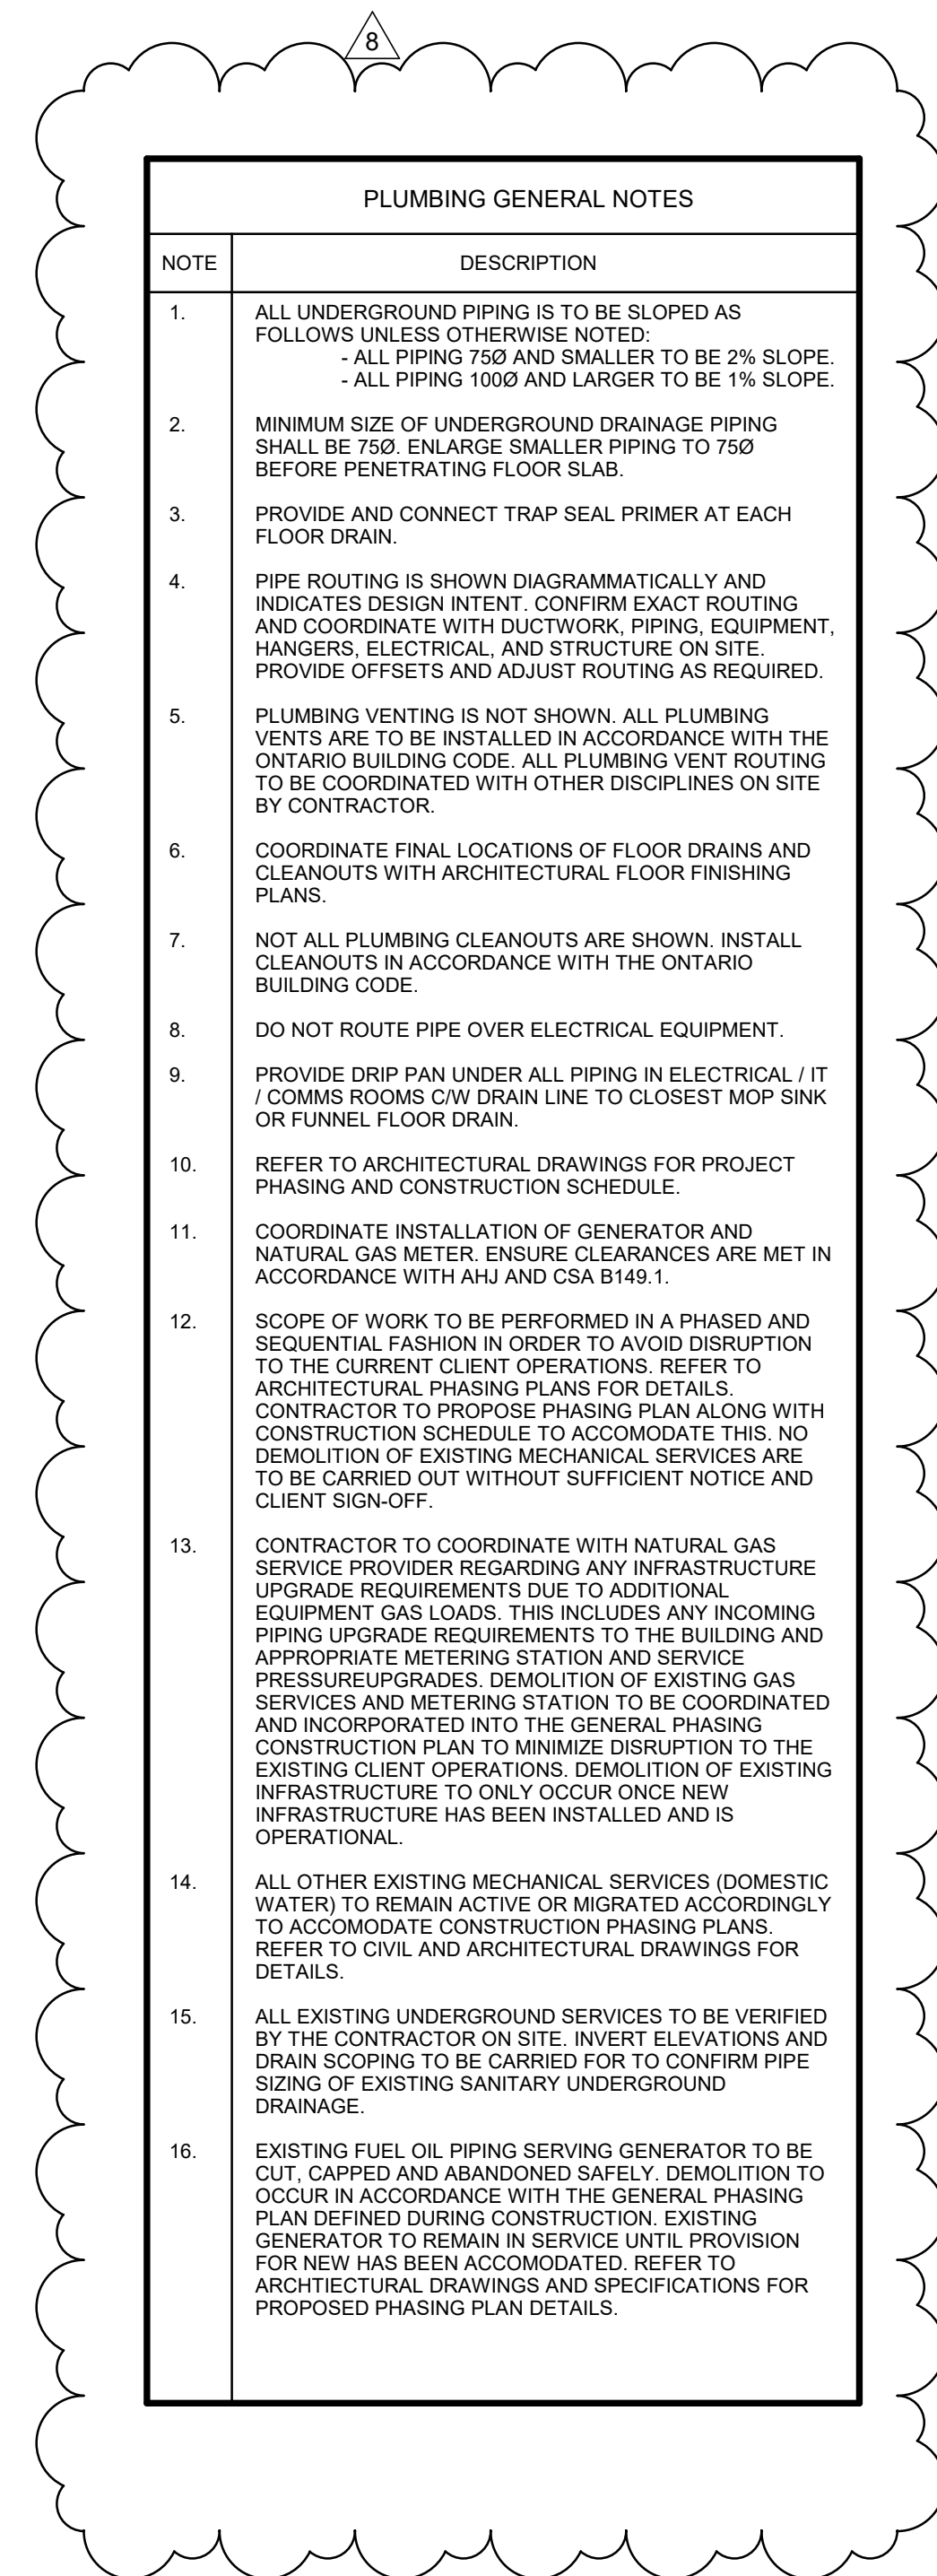 8
PLUMBING GENERAL NOTES
NOTE DESCRIPTION
1. ALL UNDERGROUND PIPING IS TO BE SLOPED AS
FOLLOWS UNLESS OTHERWISE NOTED:
- ALL PIPING 75Ø AND SMALLER TO BE 2% SLOPE.
- ALL PIPING 100Ø AND LARGER TO BE 1% SLOPE.
2. MINIMUM SIZE OF UNDERGROUND DRAINAGE PIPING
SHALL BE 75Ø. ENLARGE SMALLER PIPING TO 75Ø
BEFORE PENETRATING FLOOR SLAB.
3. PROVIDE AND CONNECT TRAP SEAL PRIMER AT EACH
FLOOR DRAIN.
4. PIPE ROUTING IS SHOWN DIAGRAMMATICALLY AND
INDICATES DESIGN INTENT. CONFIRM EXACT ROUTING
AND COORDINATE WITH DUCTWORK, PIPING, EQUIPMENT,
HANGERS, ELECTRICAL, AND STRUCTURE ON SITE.
PROVIDE OFFSETS AND ADJUST ROUTING AS REQUIRED.
5. PLUMBING VENTING IS NOT SHOWN. ALL PLUMBING
VENTS ARE TO BE INSTALLED IN ACCORDANCE WITH THE
ONTARIO BUILDING CODE. ALL PLUMBING VENT ROUTING
TO BE COORDINATED WITH OTHER DISCIPLINES ON SITE
BY CONTRACTOR.
6. COORDINATE FINAL LOCATIONS OF FLOOR DRAINS AND
CLEANOUTS WITH ARCHITECTURAL FLOOR FINISHING
PLANS.
7. NOT ALL PLUMBING CLEANOUTS ARE SHOWN. INSTALL
CLEANOUTS IN ACCORDANCE WITH THE ONTARIO
BUILDING CODE.
8. DO NOT ROUTE PIPE OVER ELECTRICAL EQUIPMENT.
9. PROVIDE DRIP PAN UNDER ALL PIPING IN ELECTRICAL / IT
/ COMMS ROOMS C/W DRAIN LINE TO CLOSEST MOP SINK
OR FUNNEL FLOOR DRAIN.
10. REFER TO ARCHITECTURAL DRAWINGS FOR PROJECT
PHASING AND CONSTRUCTION SCHEDULE.
11. COORDINATE INSTALLATION OF GENERATOR AND
NATURAL GAS METER. ENSURE CLEARANCES ARE MET IN
ACCORDANCE WITH AHJ AND CSA B149.1.
12. SCOPE OF WORK TO BE PERFORMED IN A PHASED AND
SEQUENTIAL FASHION IN ORDER TO AVOID DISRUPTION
TO THE CURRENT CLIENT OPERATIONS. REFER TO
ARCHITECTURAL PHASING PLANS FOR DETAILS.
CONTRACTOR TO PROPOSE PHASING PLAN ALONG WITH
CONSTRUCTION SCHEDULE TO ACCOMODATE THIS. NO
DEMOLITION OF EXISTING MECHANICAL SERVICES ARE
TO BE CARRIED OUT WITHOUT SUFFICIENT NOTICE AND
CLIENT SIGN-OFF.
13. CONTRACTOR TO COORDINATE WITH NATURAL GAS
SERVICE PROVIDER REGARDING ANY INFRASTRUCTURE
UPGRADE REQUIREMENTS DUE TO ADDITIONAL
EQUIPMENT GAS LOADS. THIS INCLUDES ANY INCOMING
PIPING UPGRADE REQUIREMENTS TO THE BUILDING AND
APPROPRIATE METERING STATION AND SERVICE
PRESSUREUPGRADES. DEMOLITION OF EXISTING GAS
SERVICES AND METERING STATION TO BE COORDINATED
AND INCORPORATED INTO THE GENERAL PHASING
CONSTRUCTION PLAN TO MINIMIZE DISRUPTION TO THE
EXISTING CLIENT OPERATIONS. DEMOLITION OF EXISTING
INFRASTRUCTURE TO ONLY OCCUR ONCE NEW
INFRASTRUCTURE HAS BEEN INSTALLED AND IS
OPERATIONAL.
14. ALL OTHER EXISTING MECHANICAL SERVICES (DOMESTIC
WATER) TO REMAIN ACTIVE OR MIGRATED ACCORDINGLY
TO ACCOMODATE CONSTRUCTION PHASING PLANS.
REFER TO CIVIL AND ARCHITECTURAL DRAWINGS FOR
DETAILS.
15. ALL EXISTING UNDERGROUND SERVICES TO BE VERIFIED
BY THE CONTRACTOR ON SITE. INVERT ELEVATIONS AND
DRAIN SCOPING TO BE CARRIED FOR TO CONFIRM PIPE
SIZING OF EXISTING SANITARY UNDERGROUND
DRAINAGE.
16. EXISTING FUEL OIL PIPING SERVING GENERATOR TO BE
CUT, CAPPED AND ABANDONED SAFELY. DEMOLITION TO
OCCUR IN ACCORDANCE WITH THE GENERAL PHASING
PLAN DEFINED DURING CONSTRUCTION. EXISTING
GENERATOR TO REMAIN IN SERVICE UNTIL PROVISION
FOR NEW HAS BEEN ACCOMODATED. REFER TO
ARCHTIECTURAL DRAWINGS AND SPECIFICATIONS FOR
PROPOSED PHASING PLAN DETAILS.